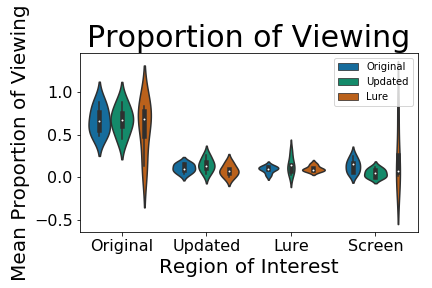 Proportion of Viewing
Mean Proportion of Viewing
1.0
0.5
0.0
−0.5
Original
Updated
Lure
Original
Updated
Lure
Screen
Region of Interest